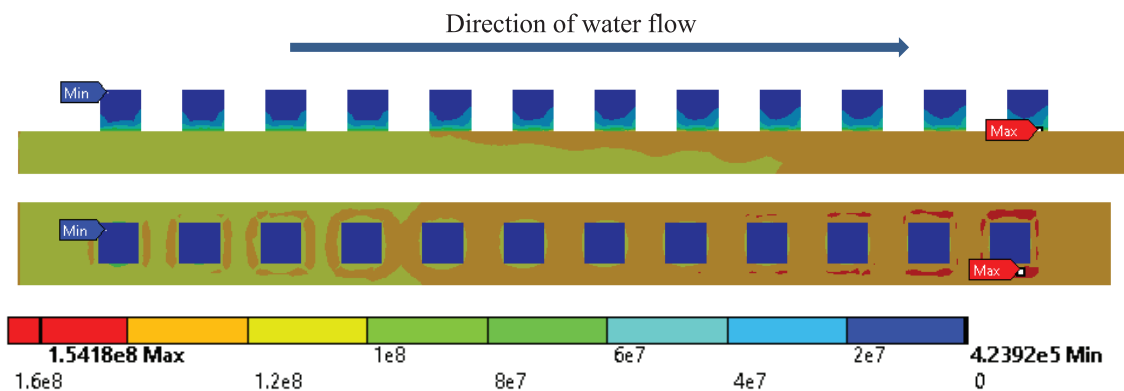 Direction of water flow
Min
Max
Min
Max
1.5418e8 Max 1e8 6e7 2e7 4.2392e5 Min
1.6e8 1.2e8 8e7 4e7 0